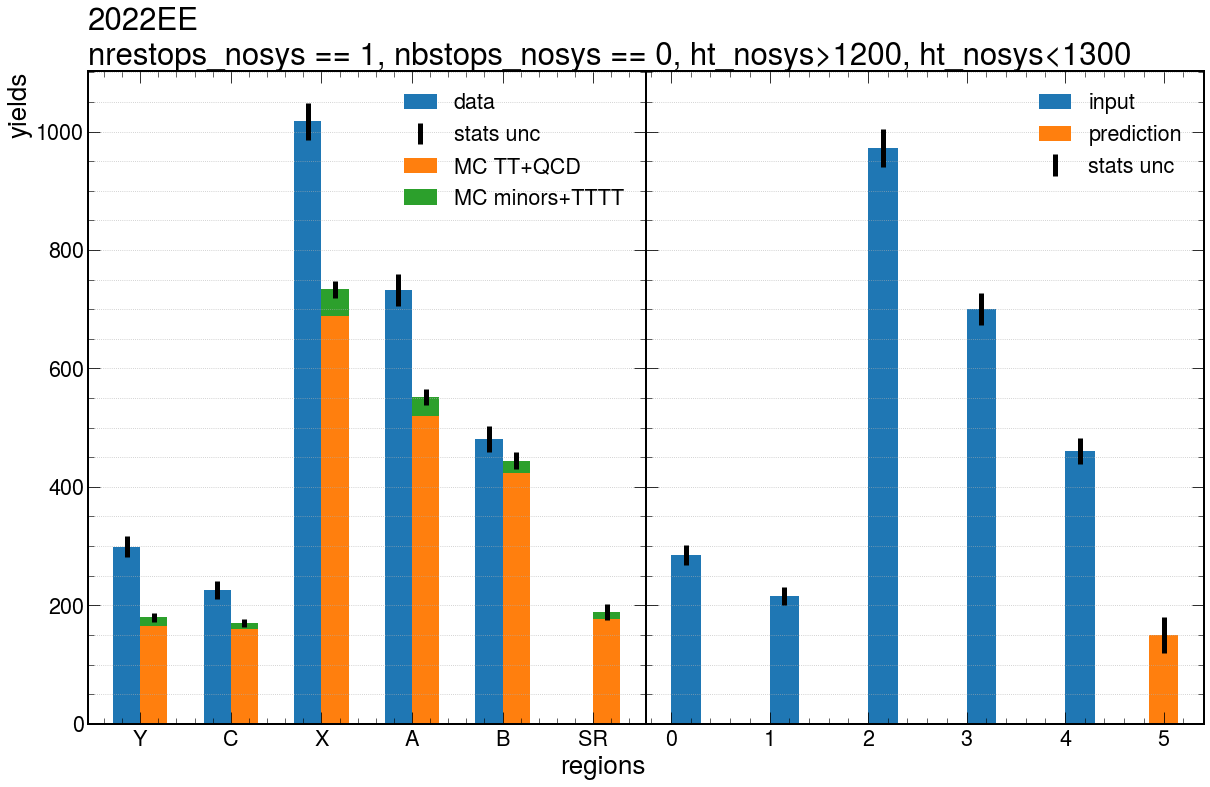 2022EE
nrestops_nosys == 1, nbstops_nosys == 0, ht_nosys>1200, ht_nosys<1300
yields
1000
800
600
400
200
0
data
stats unc
MC TT+QCD
MC minors+TTTT
input
prediction
stats unc
Y C X A B SR 0 1 2 3 4 5
regions